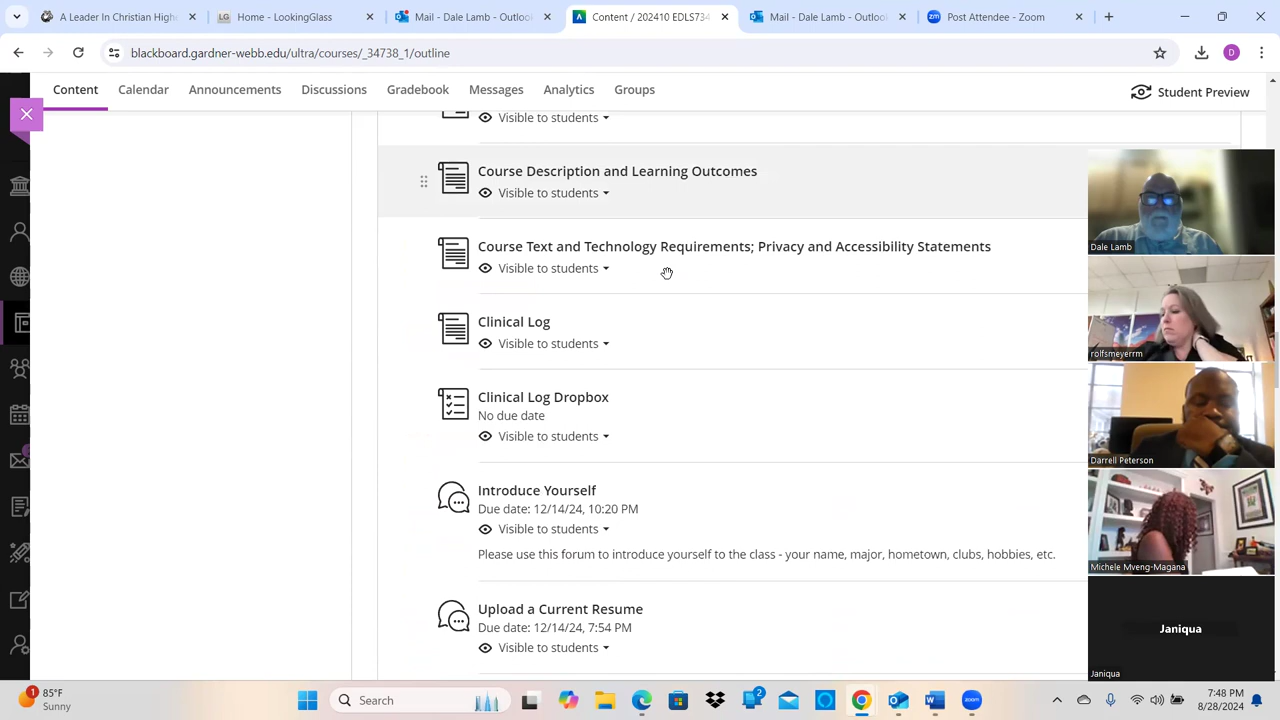 Clinton Christian High
LG
Home - LookingGlass
Mail - Dale Lamb - Outlo
Content / 202410 EDLS734
Mail - Dale Lamb - Outloo
zm
blackboard.gardner-webb.edu/ultra/courses/_34738_1/outline
D
Content
Calendar
Announcements
Discussions
Gradebook
Messages
Analytics
Groups
Student Preview
Visible to students
Course Description and Learning Outcomes
Visible to students
Course Text and Technology Requirements; Privacy and Accessibility Statements
Visible to students
Clinical Log
Visible to students
Clinical Log Dropbox
No due date
Visible to students
Introduce Yourself
Due date: 12/14/24, 10:20 PM
Visible to students
Please use this forum to introduce yourself to the class - your name, major, hometown, clubs, hobbies, etc.
Upload a Current Resume
Due date: 12/14/24, 7:54 PM
Visible to students
Dale Lamb
rolfsmeyerrm
Darrell Peterson
Michele Mveng-Magana
Janiqua
Janiqua
1
85°F
Sunny
Search
2
zoom
7:48 PM
8/28/2024